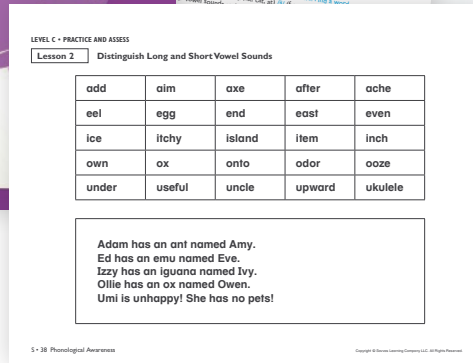 LEVEL C • PRACTICE AND ASSESS
Lesson 2 Distinguish Long and Short Vowel Sounds
add aim axe after ache
eel egg end east even
ice itchy island item inch
own ox onto odor ooze
under useful uncle upward ukulele
Adam has an ant named Amy.
Ed has an emu named Eve.
Izzy has an iguana named Ivy.
Ollie has an ox named Owen.
Umi is unhappy! She has no pets!
5 • 38 Phonological Awareness
Copyright © Success Learning Company LLC. All Rights Reserved.